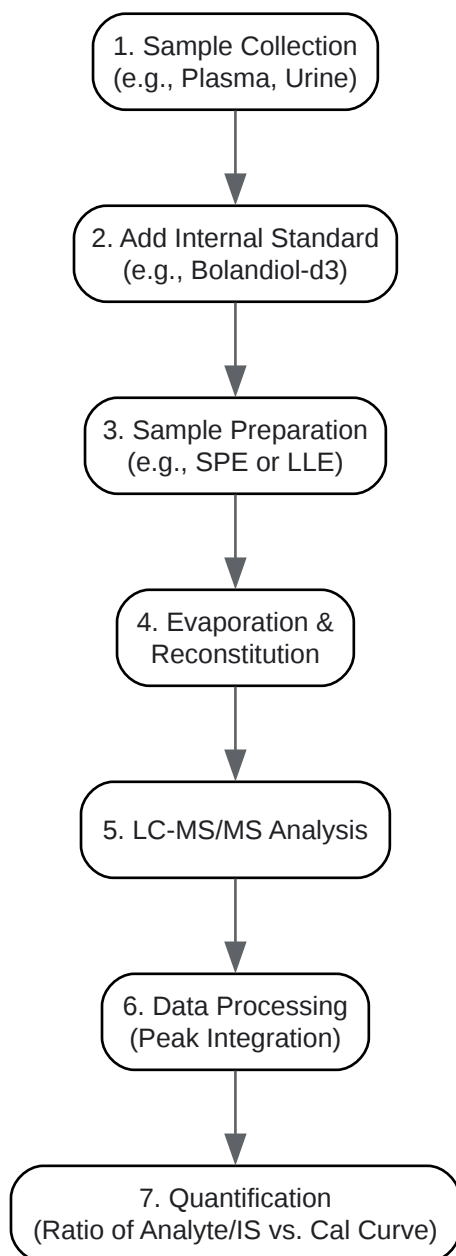 1. Sample Collection
(e.g., Plasma, Urine)
2. Add Internal Standard
(e.g., Bolandiol-d3)
3. Sample Preparation
(e.g., SPE or LLE)
4. Evaporation &
Reconstitution
5. LC-MS/MS Analysis
6. Data Processing
(Peak Integration)
7. Quantification
(Ratio of Analyte/IS vs. Cal Curve)